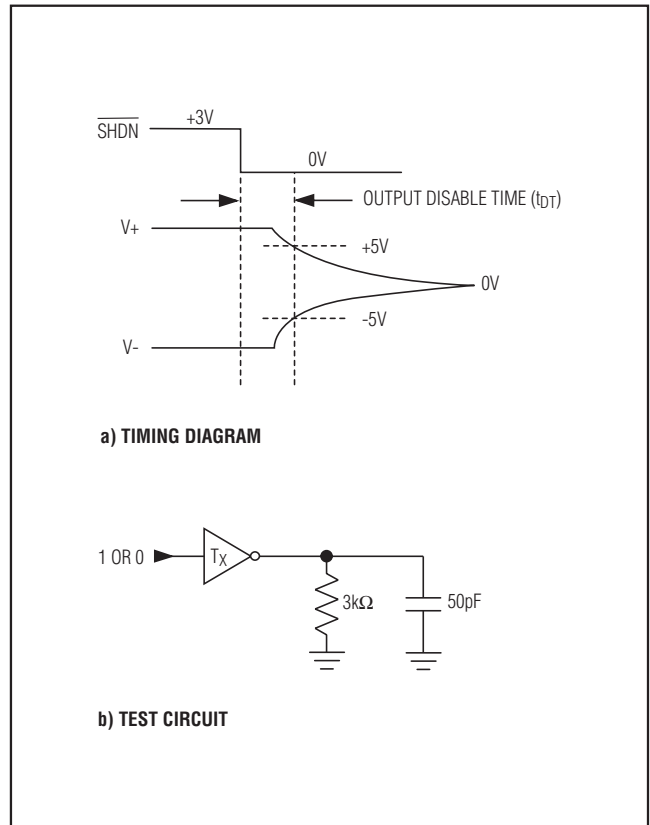 +3V
SHDN
0V
OUTPUT DISABLE TIME (tDT)
V+
+5V
0V
-5V
V-
a) TIMING DIAGRAM
1 OR 0
TX
3kΩ
50pF
b) TEST CIRCUIT